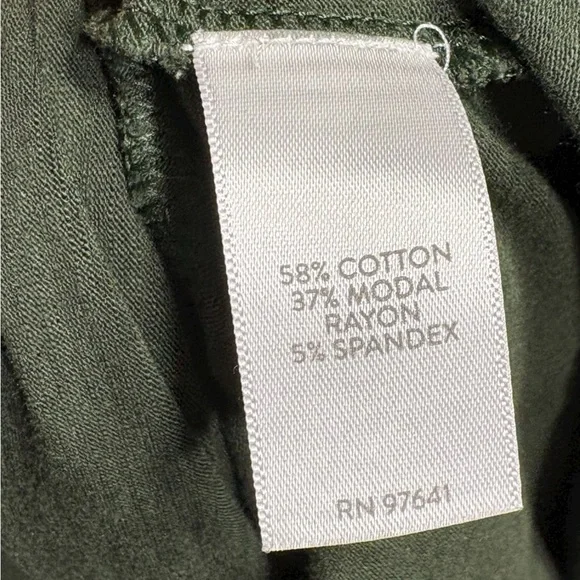 58% COTTON
37% MODAL
RAYON
5% SPANDEX
RN 97641